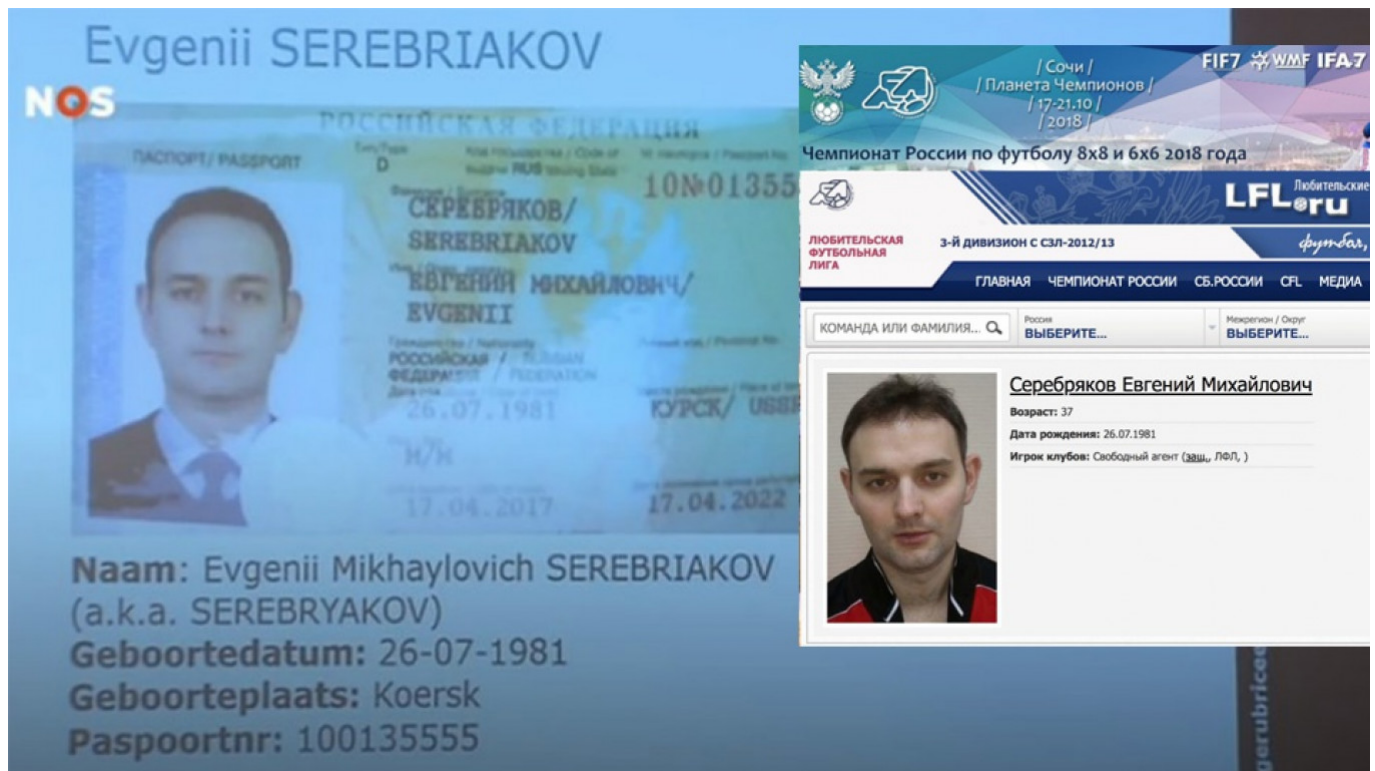 Evgenii SEREBRIAKOV
NOS
РОССИЙСКАЯ ФЕДЕРАЦИЯ
ПАСПОРТ/ PASSPORT
D
RUS
10№01355
СЕРЕБРЯКОВ/
SEREBRIAKOV
ЕВГЕНИЙ МИХАЙЛОВИЧ/
EVGENII
РОССИЙСКАЯ /
ФЕДЕРАЦИЯ /
26.07.1981
КУРСК/ USSR
М/M
17.04.2017
17.04.2022
Naam: Evgenii Mikhaylovich SEREBRIAKOV
(a.k.a. SEREBRYAKOV)
Geboortedatum: 26-07-1981
Geboorteplaats: Koersk
Paspoortnr: 100135555
/ Сочи /
/ Планета Чемпионов /
/ 17-21.10 /
/ 2018 /
FIF7 WMF IFA7
Чемпионат России по футболу 8x8 и 6x6 2018 года
LFL.ru
Любительские
ЛЮБИТЕЛЬСКАЯ
ФУТБОЛЬНАЯ
ЛИГА
3-Й ДИВИЗИОН С СЗЛ-2012/13
футбол,
ГЛАВНАЯ ЧЕМПИОНАТ РОССИИ СБ.РОССИИ CFL МЕДИА
КОМАНДА ИЛИ ФАМИЛИЯ...
Россия
ВЫБЕРИТЕ...
Межрегион / Округ
ВЫБЕРИТЕ...
Серебряков Евгений Михайлович
Возраст: 37
Дата рождения: 26.07.1981
Игрок клубов: Свободный агент (защ., ЛФЛ, )
gerubricee